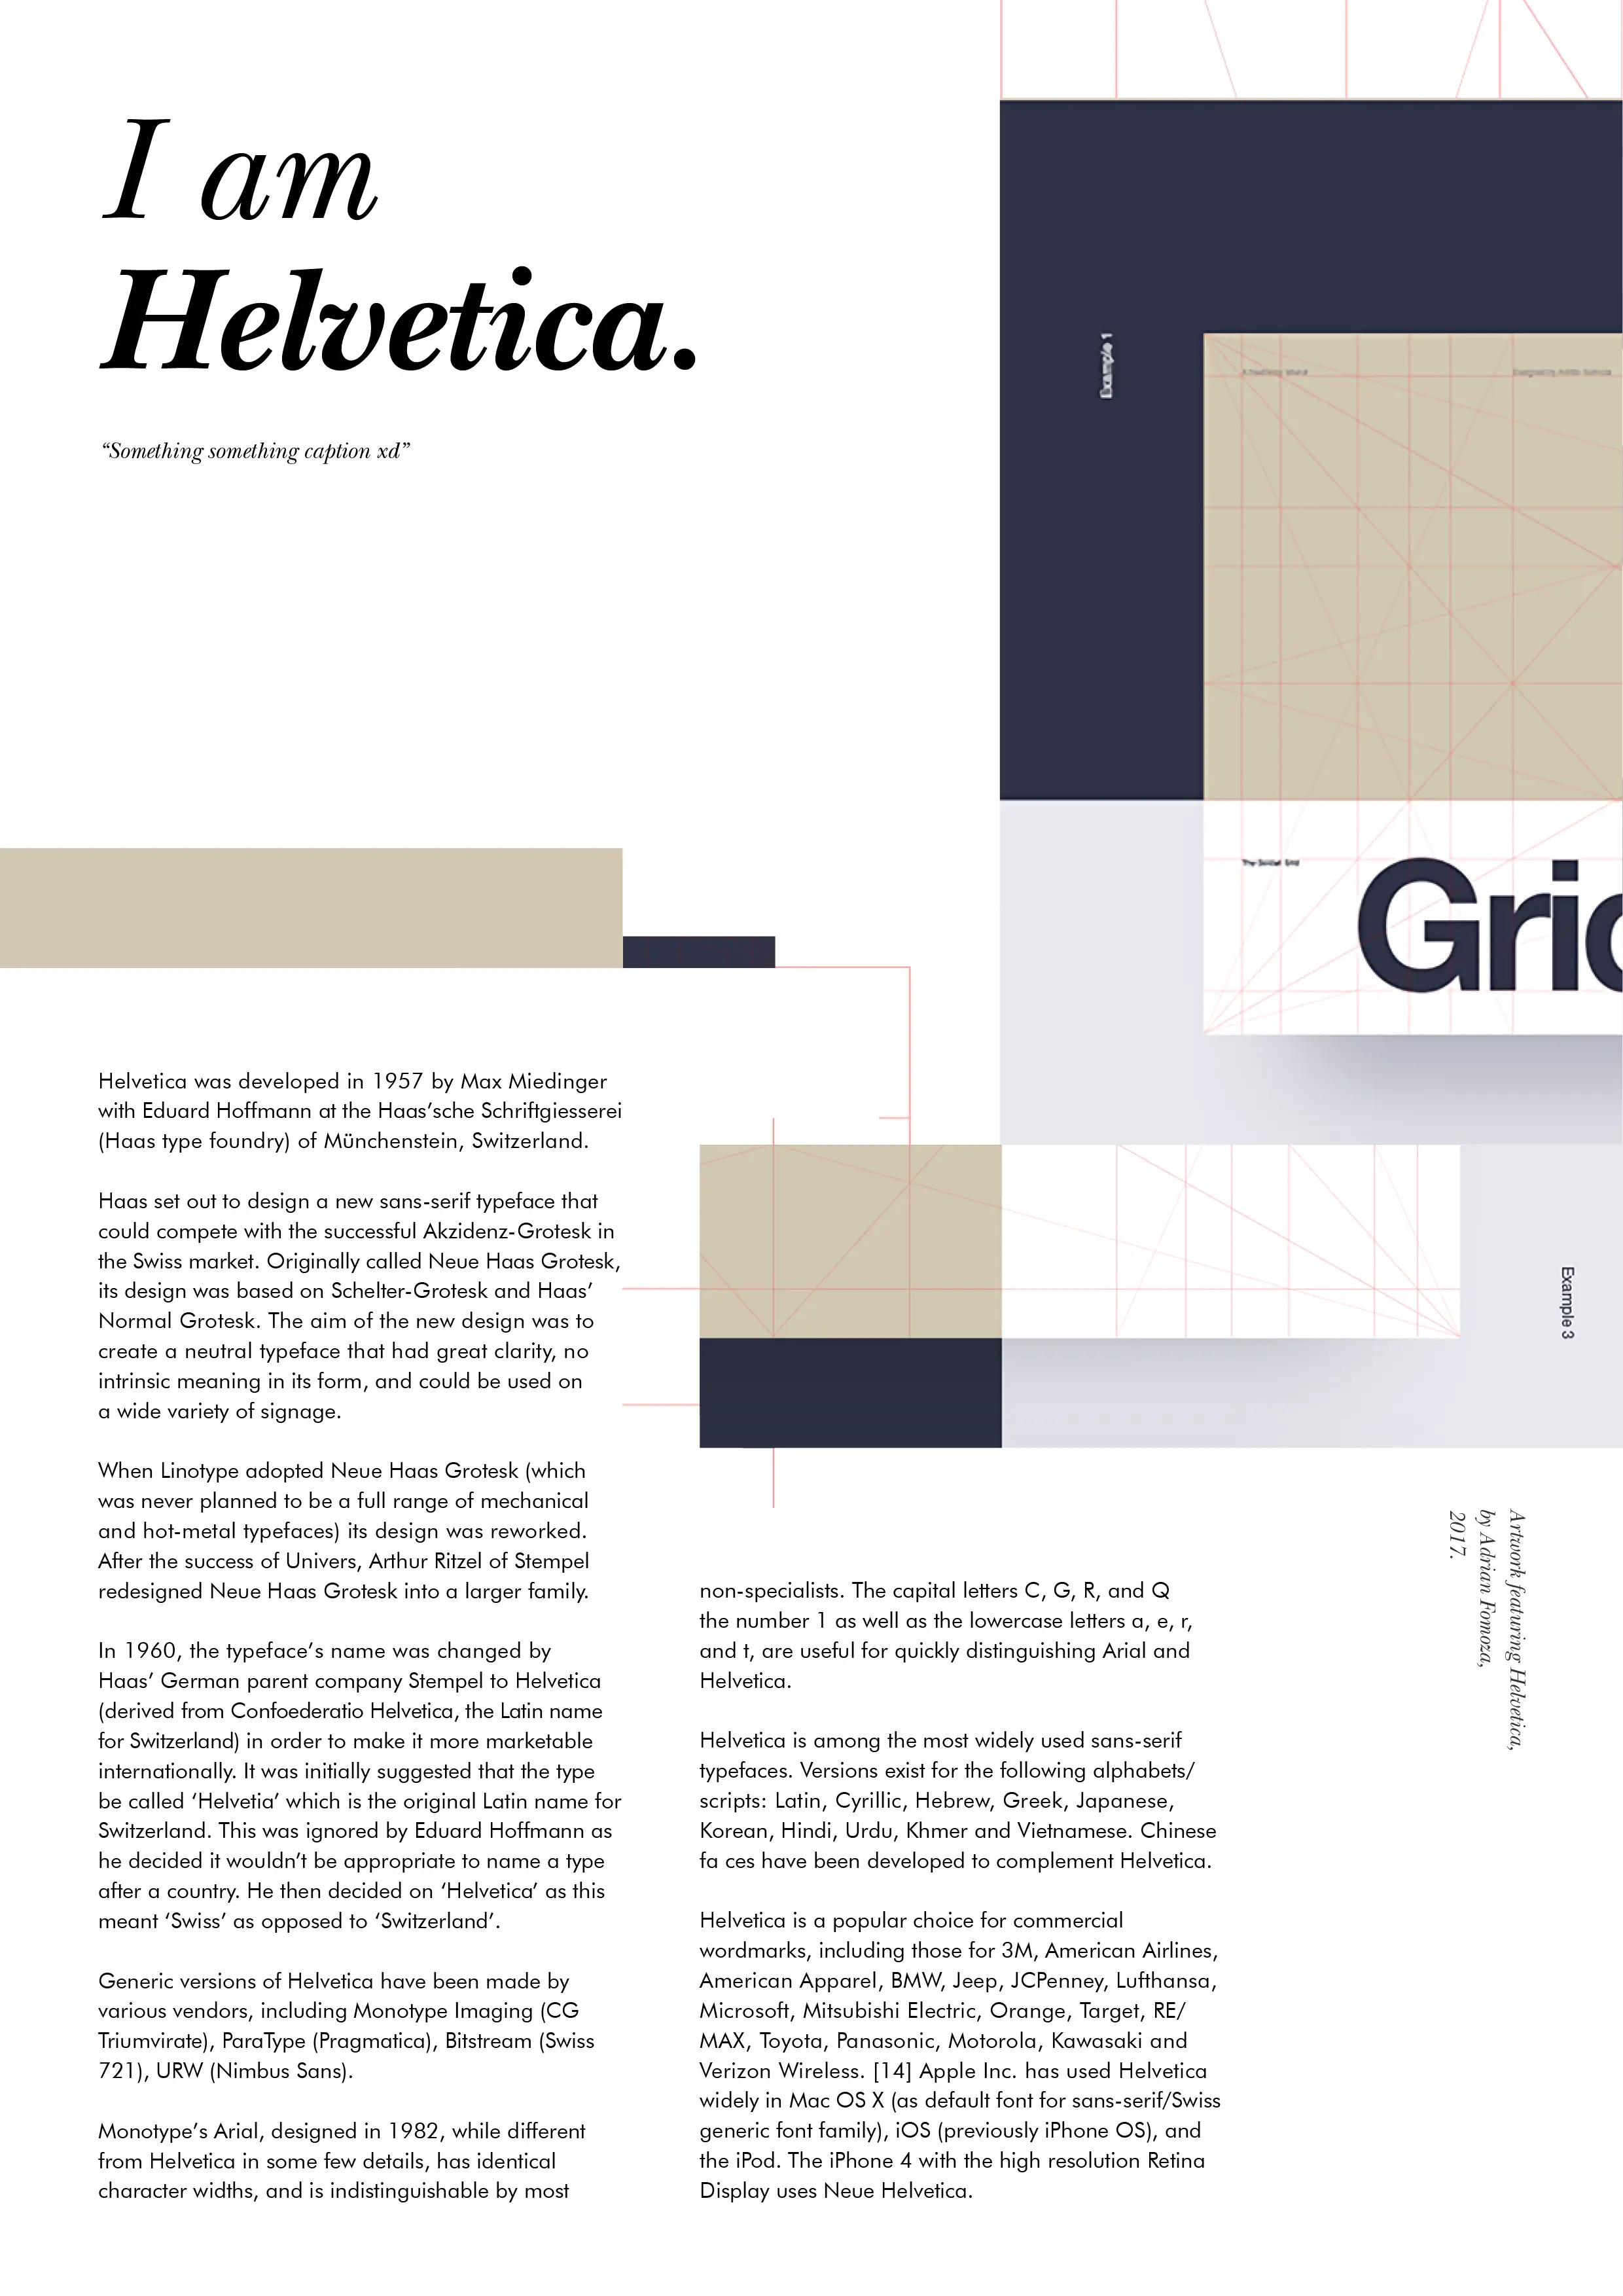 I am
Helvetica.
“Something something caption xd”
Example 1
Grid
Helvetica was developed in 1957 by Max Miedinger
with Eduard Hoffmann at the Haas’sche Schriftgiesserei
(Haas type foundry) of Münchenstein, Switzerland.
Haas set out to design a new sans-serif typeface that
could compete with the successful Akzidenz-Grotesk in
the Swiss market. Originally called Neue Haas Grotesk,
its design was based on Schelter-Grotesk and Haas’
Normal Grotesk. The aim of the new design was to
create a neutral typeface that had great clarity, no
intrinsic meaning in its form, and could be used on
a wide variety of signage.
When Linotype adopted Neue Haas Grotesk (which
was never planned to be a full range of mechanical
and hot-metal typefaces) its design was reworked.
After the success of Univers, Arthur Ritzel of Stempel
redesigned Neue Haas Grotesk into a larger family.
In 1960, the typeface’s name was changed by
Haas’ German parent company Stempel to Helvetica
(derived from Confoederatio Helvetica, the Latin name
for Switzerland) in order to make it more marketable
internationally. It was initially suggested that the type
be called ‘Helvetia’ which is the original Latin name for
Switzerland. This was ignored by Eduard Hoffmann as
he decided it wouldn’t be appropriate to name a type
after a country. He then decided on ‘Helvetica’ as this
meant ‘Swiss’ as opposed to ‘Switzerland’.
Generic versions of Helvetica have been made by
various vendors, including Monotype Imaging (CG
Triumvirate), ParaType (Pragmatica), Bitstream (Swiss
721), URW (Nimbus Sans).
Monotype’s Arial, designed in 1982, while different
from Helvetica in some few details, has identical
character widths, and is indistinguishable by most
non-specialists. The capital letters C, G, R, and Q
the number 1 as well as the lowercase letters a, e, r,
and t, are useful for quickly distinguishing Arial and
Helvetica.
Helvetica is among the most widely used sans-serif
typefaces. Versions exist for the following alphabets/
scripts: Latin, Cyrillic, Hebrew, Greek, Japanese,
Korean, Hindi, Urdu, Khmer and Vietnamese. Chinese
fa ces have been developed to complement Helvetica.
Helvetica is a popular choice for commercial
wordmarks, including those for 3M, American Airlines,
American Apparel, BMW, Jeep, JCPenney, Lufthansa,
Microsoft, Mitsubishi Electric, Orange, Target, RE/
MAX, Toyota, Panasonic, Motorola, Kawasaki and
Verizon Wireless. [14] Apple Inc. has used Helvetica
widely in Mac OS X (as default font for sans-serif/Swiss
generic font family), iOS (previously iPhone OS), and
the iPod. The iPhone 4 with the high resolution Retina
Display uses Neue Helvetica.
Example 3
Artwork featuring Helvetica,
by Adrian Fomoza,
2017.